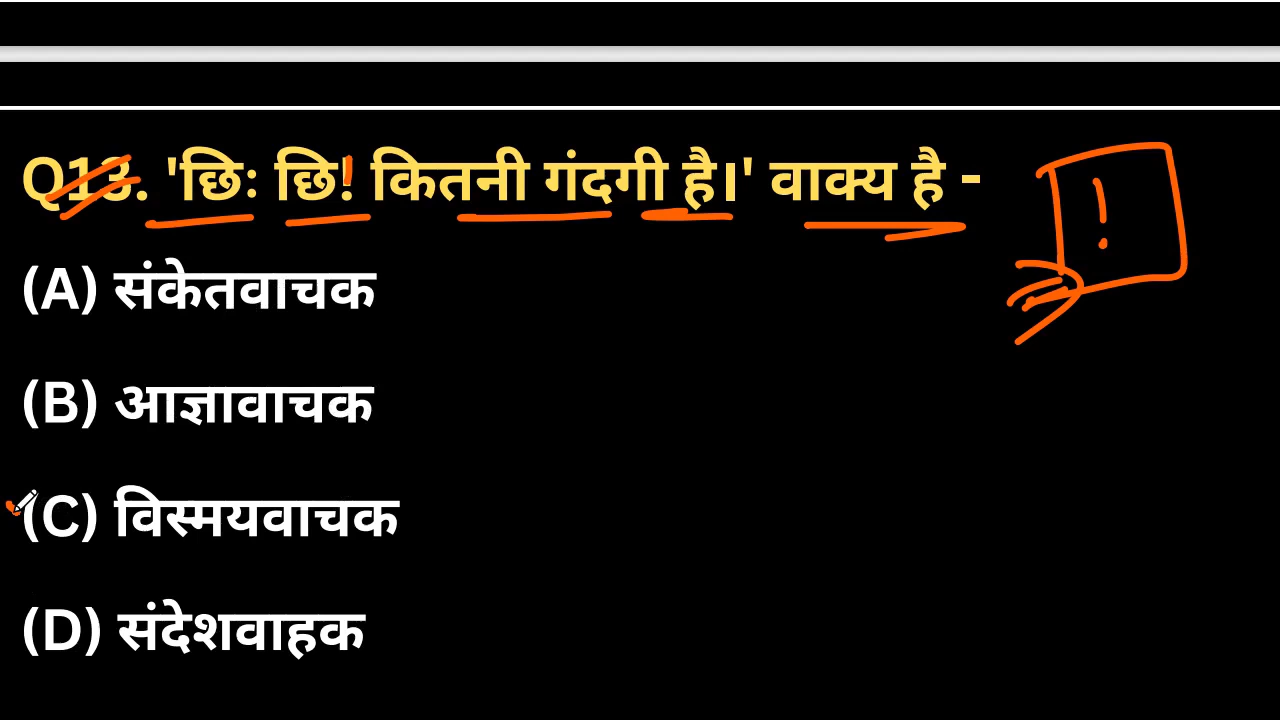 Q13. 'छिः छि! कितनी गंदगी है।' वाक्य है -
!
(A) संकेतवाचक
(B) आज्ञावाचक
(C) विस्मयवाचक
(D) संदेशवाहक